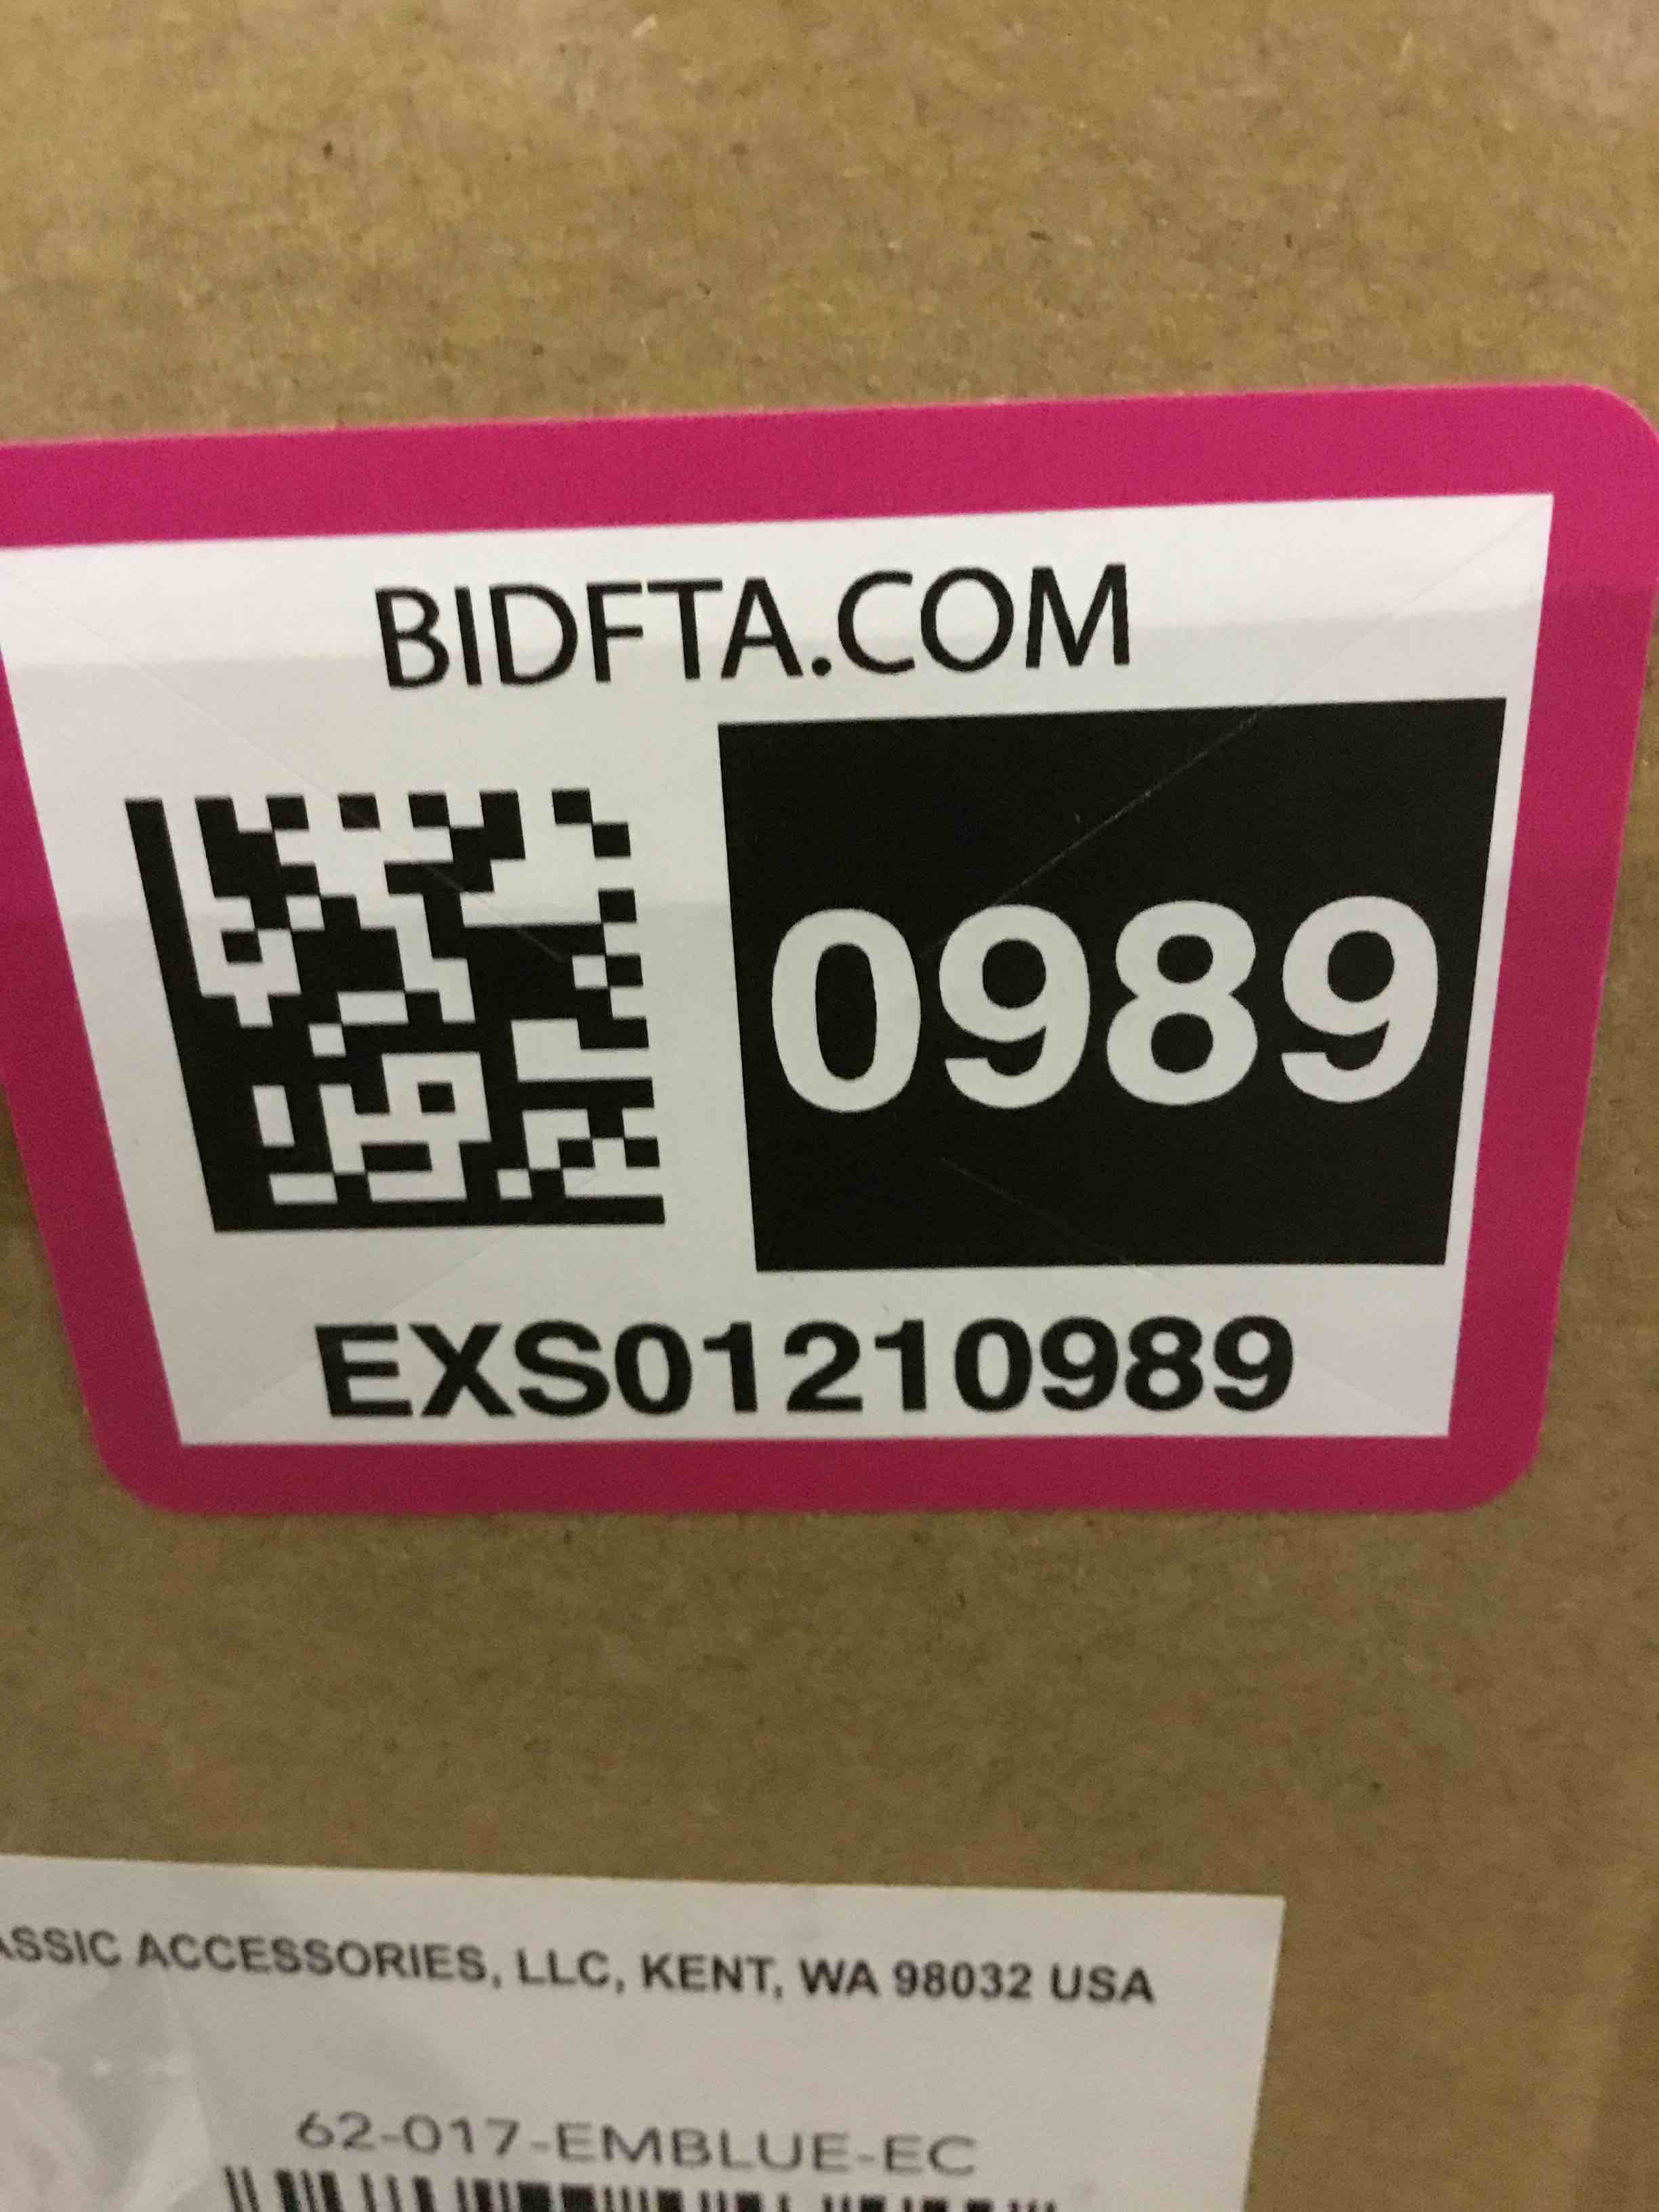 BIDFTA.COM
0989
EXS01210989
ASSIC ACCESSORIES, LLC, KENT, WA 98032 USA
62-017-EMBLUE-EC